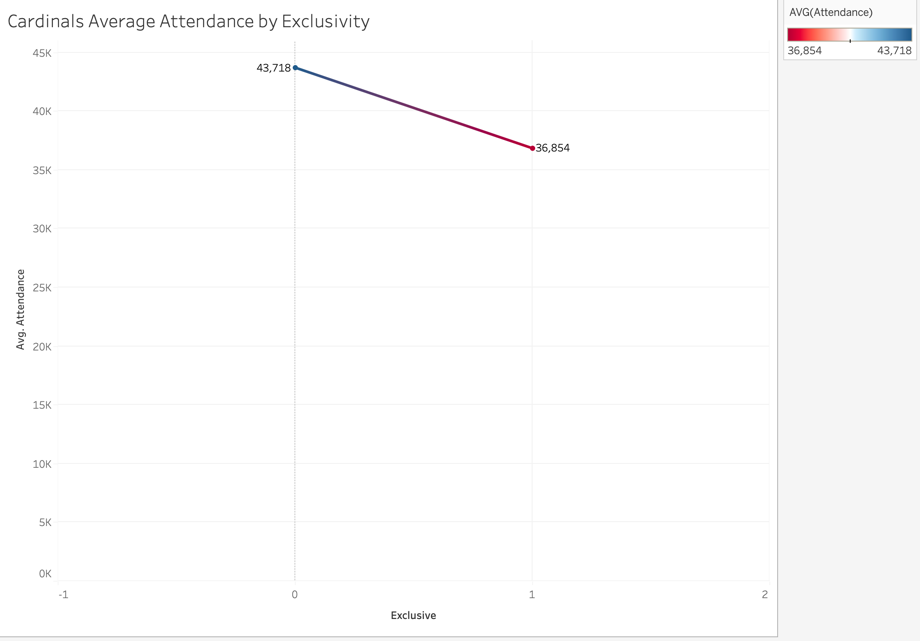 Cardinals Average Attendance by Exclusivity
AVG(Attendance)
36,854 43,718
45K
40K
35K
30K
25K
20K
15K
10K
5K
0K
Avg. Attendance
43,718
36,854
-1 0 1 2
Exclusive